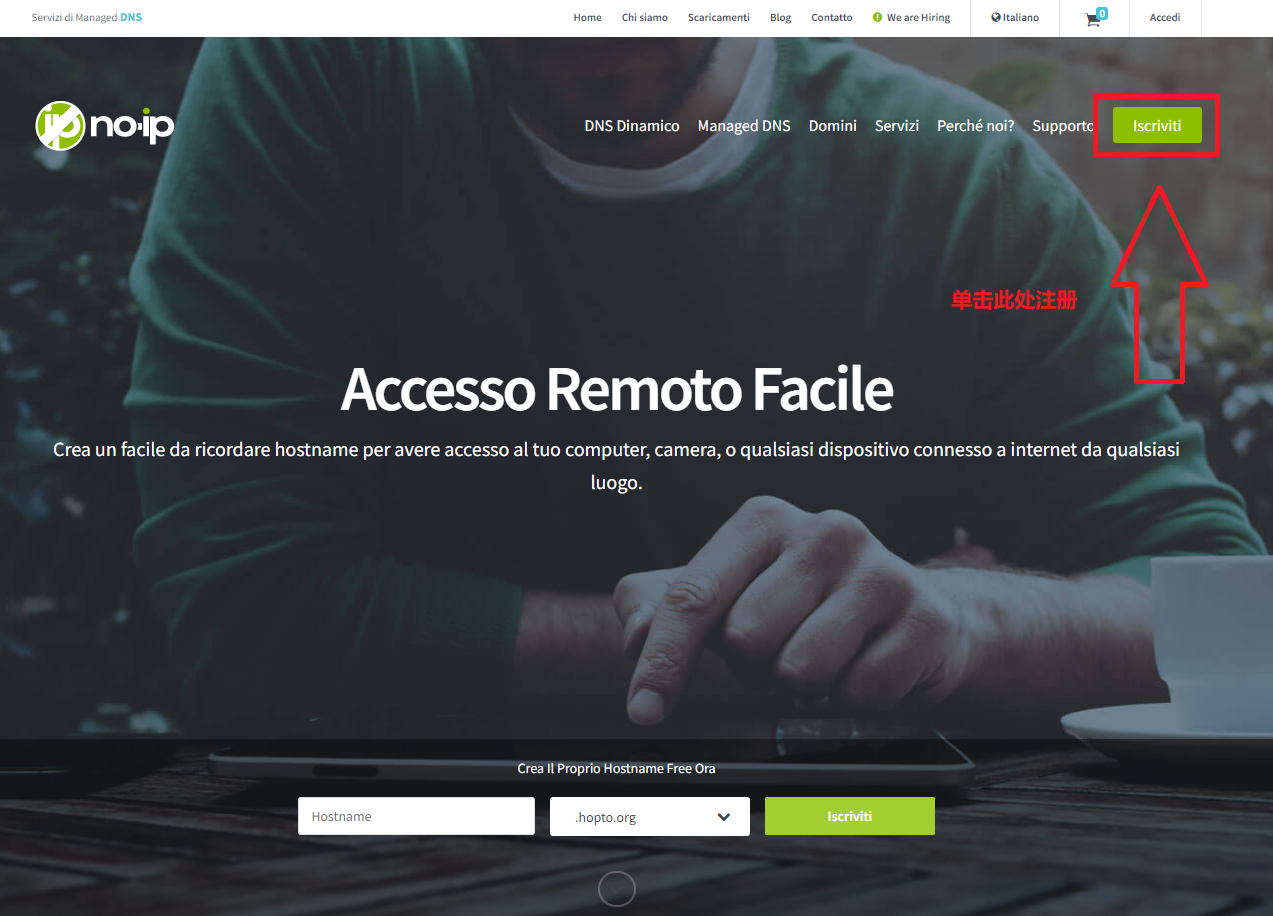 Servizi di Managed DNS
Home Chi siamo Scaricamenti Blog Contatto We are Hiring Italiano 0 Accedi
no-ip
DNS Dinamico Managed DNS Domini Servizi Perché noi? Supporto Iscriviti
单击此处注册
Accesso Remoto Facile
Crea un facile da ricordare hostname per avere accesso al tuo computer, camera, o qualsiasi dispositivo connesso a internet da qualsiasi
luogo.
Crea Il Proprio Hostname Free Ora
Hostname .hopto.org Iscriviti